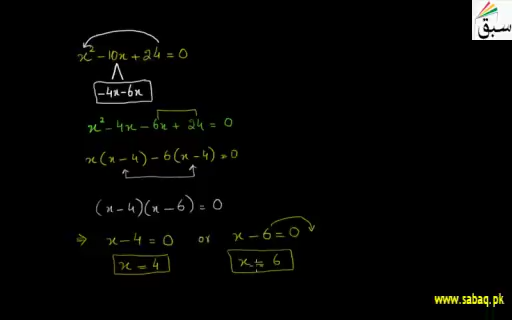 سبق
x² - 10x + 24 = 0
-4x-6x
x² - 4x - 6x + 24 = 0
x(x-4) - 6(x-4) = 0
(x-4)(x-6) = 0
⇒ x-4 = 0 or x-6 = 0
x = 4 x = 6
www.sabaq.pk